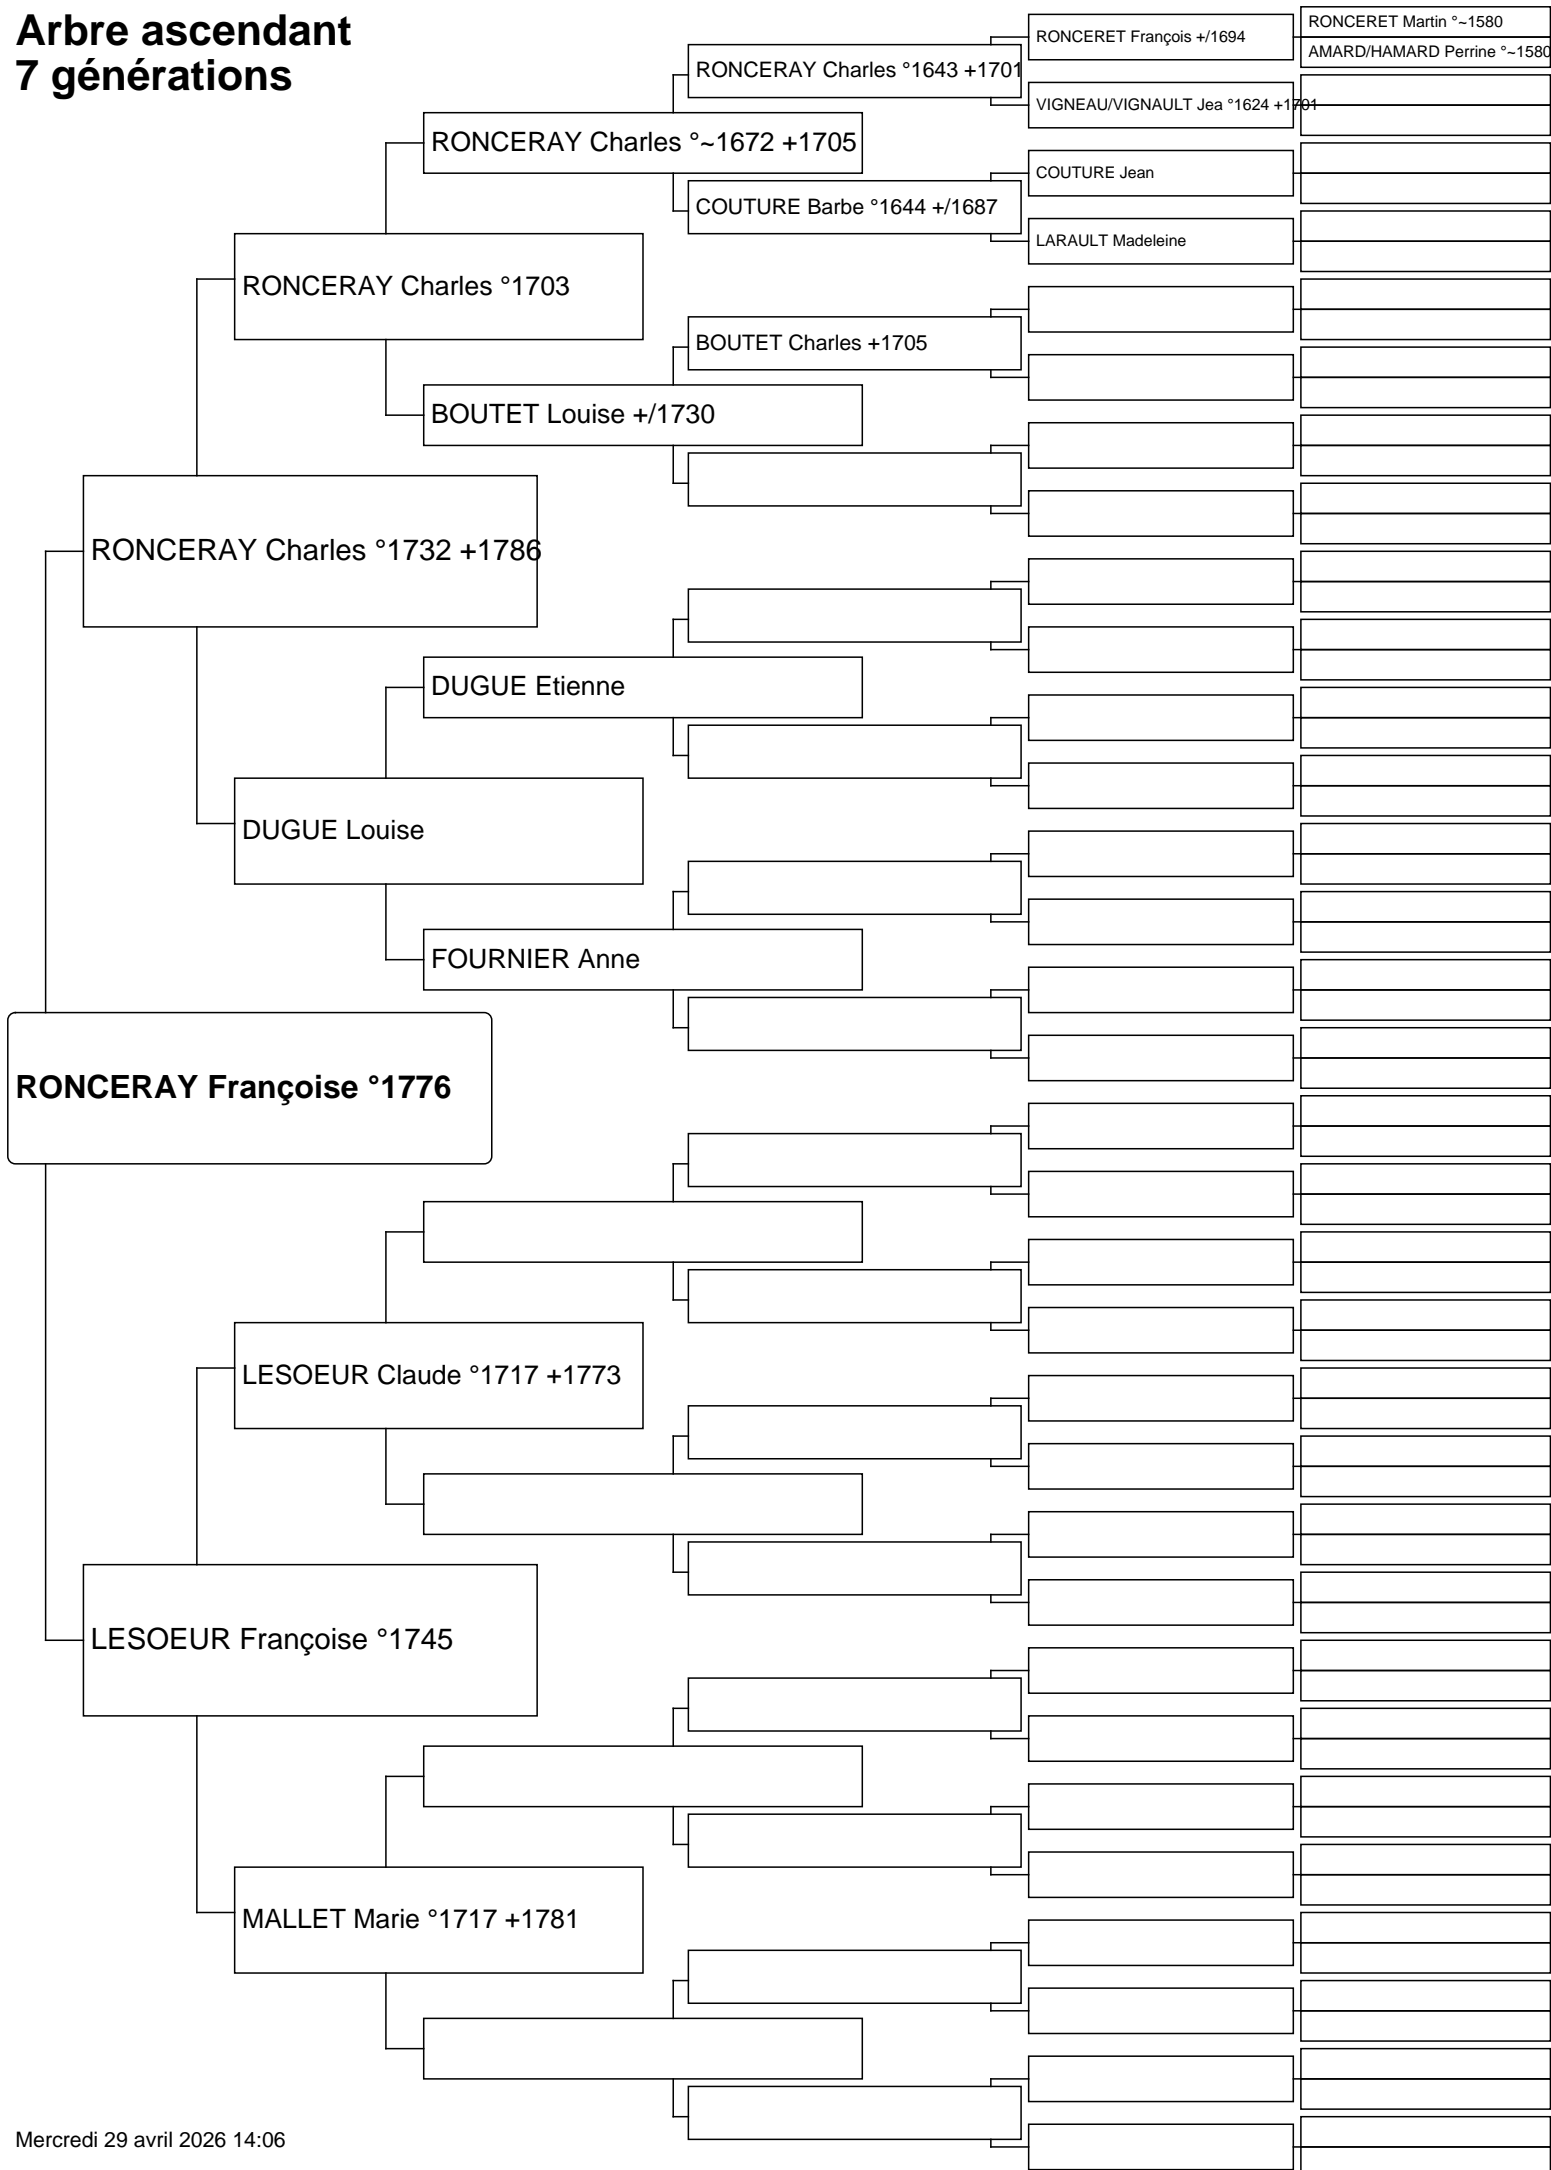 Arbre ascendant
7 générations
RONCERET Martin °~1580
RONCERET François +/1694
AMARD/HAMARD Perrine °~1580
RONCERAY Charles °1643 +1701
VIGNEAU/VIGNAULT Jea °1624 +1701
RONCERAY Charles °~1672 +1705
COUTURE Jean
COUTURE Barbe °1644 +/1687
LARAULT Madeleine
RONCERAY Charles °1703
BOUTET Charles +1705
BOUTET Louise +/1730
RONCERAY Charles °1732 +1786
DUGUE Etienne
DUGUE Louise
FOURNIER Anne
RONCERAY Françoise °1776
LESOEUR Claude °1717 +1773
LESOEUR Françoise °1745
MALLET Marie °1717 +1781
Mercredi 29 avril 2026 14:06